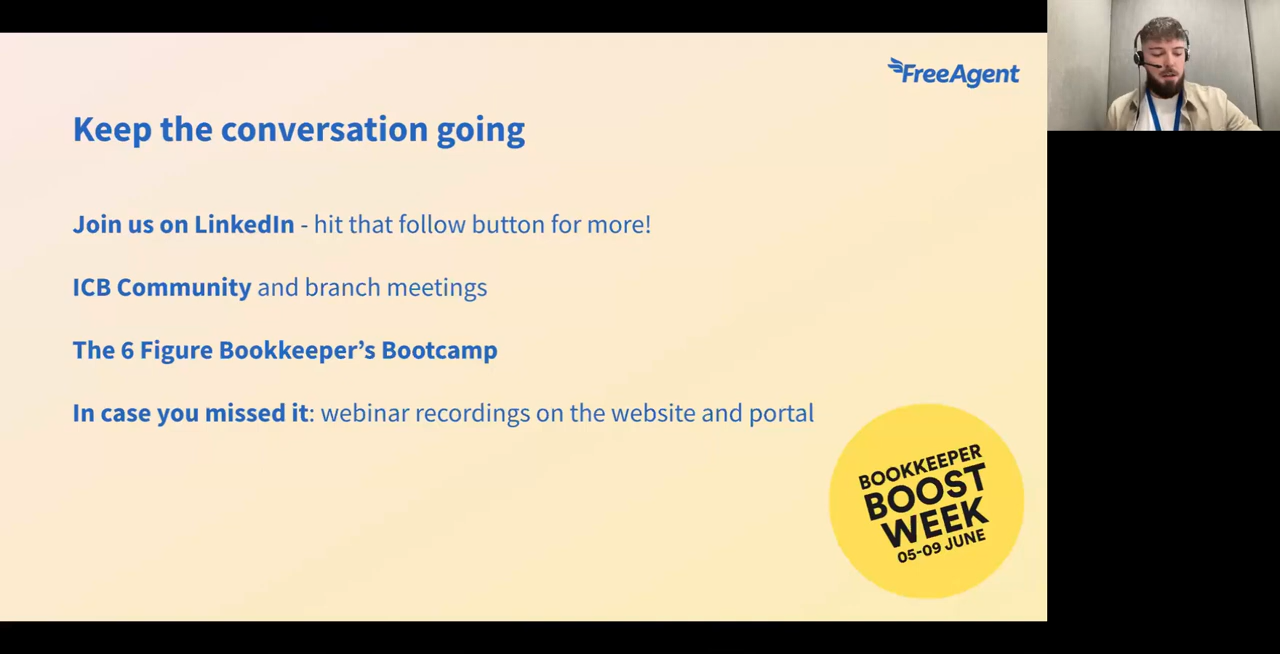 FreeAgent
Keep the conversation going
Join us on LinkedIn - hit that follow button for more!
ICB Community and branch meetings
The 6 Figure Bookkeeper’s Bootcamp
In case you missed it: webinar recordings on the website and portal
BOOKKEEPER
BOOST
WEEK
05-09 JUNE